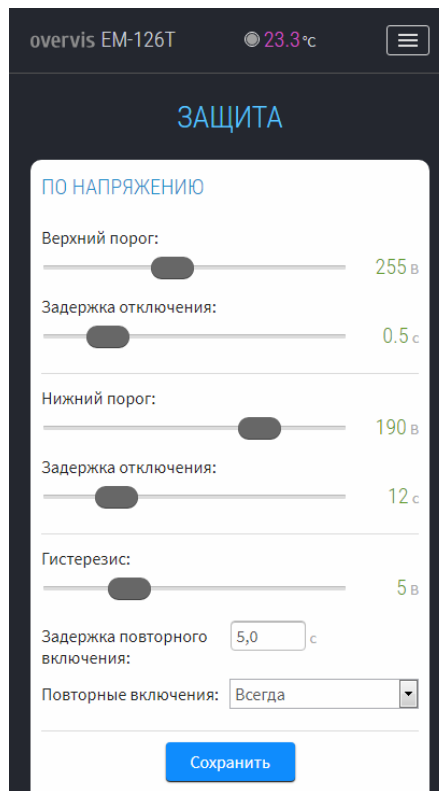 overvis EM-126T 23.3 °C
ЗАЩИТА
ПО НАПРЯЖЕНИЮ
Верхний порог:
255 В
Задержка отключения:
0.5 с
Нижний порог:
190 В
Задержка отключения:
12 с
Гистерезис:
5 В
Задержка повторного
включения:
5,0 с
Повторные включения: Всегда
Сохранить